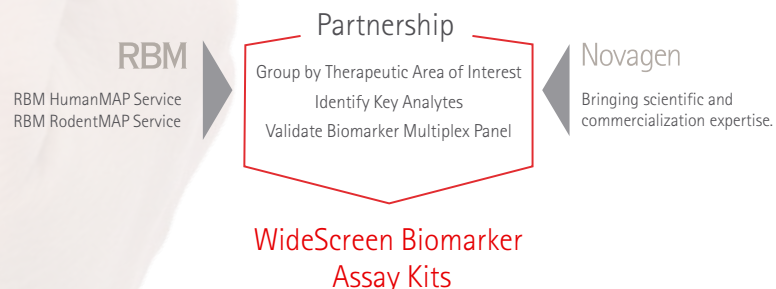 Partnership
RBM
RBM HumanMAP Service
RBM RodentMAP Service
Group by Therapeutic Area of Interest
Identify Key Analytes
Validate Biomarker Multiplex Panel
Novagen
Bringing scientific and
commercialization expertise.
WideScreen Biomarker
Assay Kits